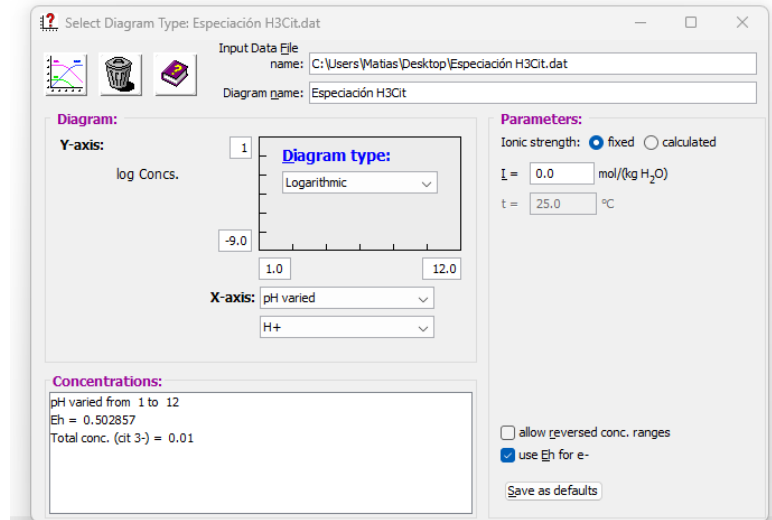 Select Diagram Type: Especiación H3Cit.dat
Input Data File
name: C:\Users\Matias\Desktop\Especiación H3Cit.dat
Diagram name: Especiación H3Cit
Diagram:
Y-axis:
log Concs.
1
Diagram type:
Logarithmic
-9.0
1.0 12.0
X-axis: pH varied
H+
Parameters:
Ionic strength: fixed calculated
I = 0.0 mol/(kg H2O)
t = 25.0 ºC
allow reversed conc. ranges
use Eh for e-
Save as defaults
Concentrations:
pH varied from 1 to 12
Eh = 0.502857
Total conc. (cit 3-) = 0.01